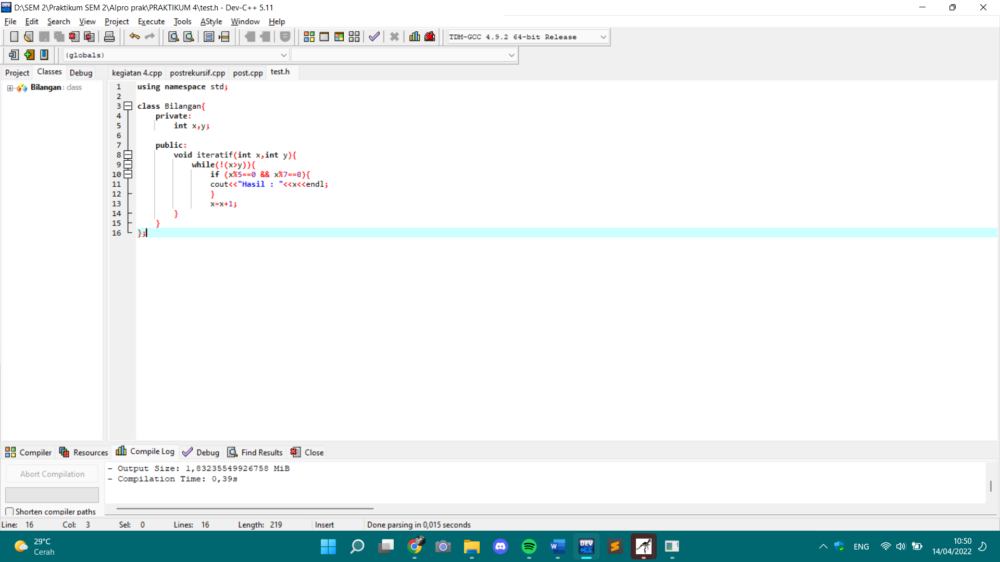 D:\SEM 2\Praktikum SEM 2\Alpro prak\PRAKTIKUM 4\test.h - Dev-C++ 5.11
File Edit Search View Project Execute Tools AStyle Window Help
TDM-GCC 4.9.2 64-bit Release
(globals)
Project Classes Debug kegiatan 4.cpp postrekursif.cpp post.cpp test.h
Bilangan : class
1 using namespace std;
2
3 class Bilangan{
4 private:
5 int x,y;
6
7 public:
8 void iteratif(int x,int y){
9 while(!(x>y)){
10 if (x%5==0 && x%7==0){
11 cout<<"Hasil : "<<x<<endl;
12 }
13 x=x+1;
14 }
15 }
16 };
Compiler Resources Compile Log Debug Find Results Close
Abort Compilation
Shorten compiler paths
- Output Size: 1,83235549926758 MiB
- Compilation Time: 0,39s
Line: 16 Col: 3 Sel: 0 Lines: 16 Length: 219 Insert Done parsing in 0,015 seconds
29°C
Cerah
DEV
C++
W
ENG
10:50
14/04/2022